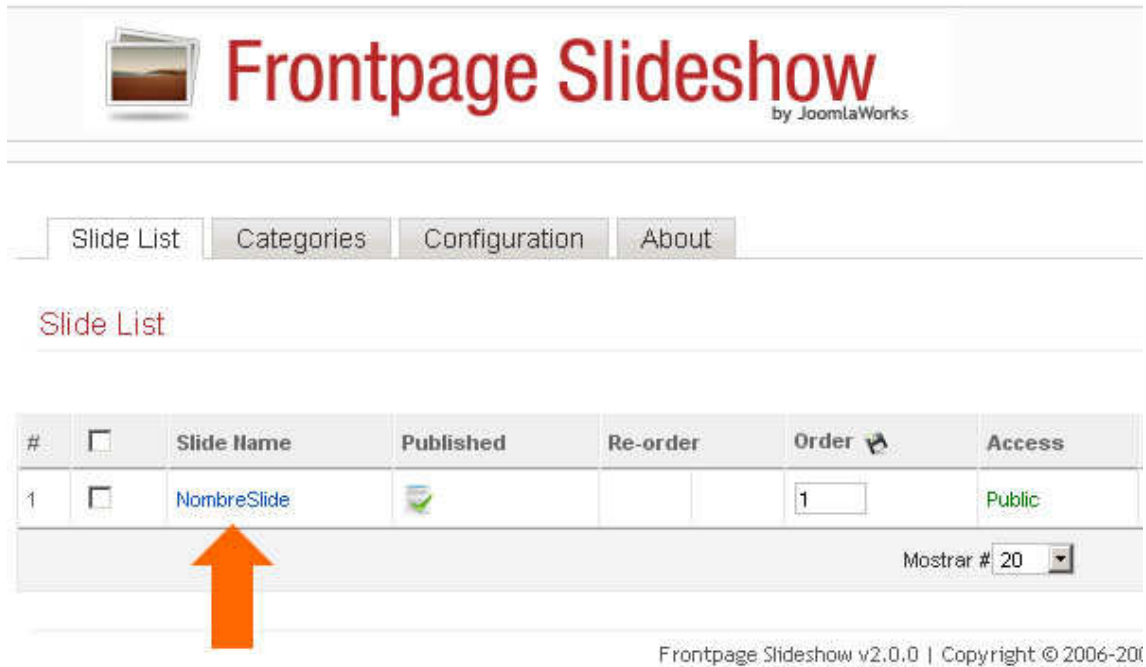 Frontpage Slideshow
by JoomlaWorks
Slide List Categories Configuration About
Slide List
# Slide Name Published Re-order Order Access
1 NombreSlide 1 Public
Mostrar # 20
Frontpage Slideshow v2.0.0 | Copyright © 2006-200